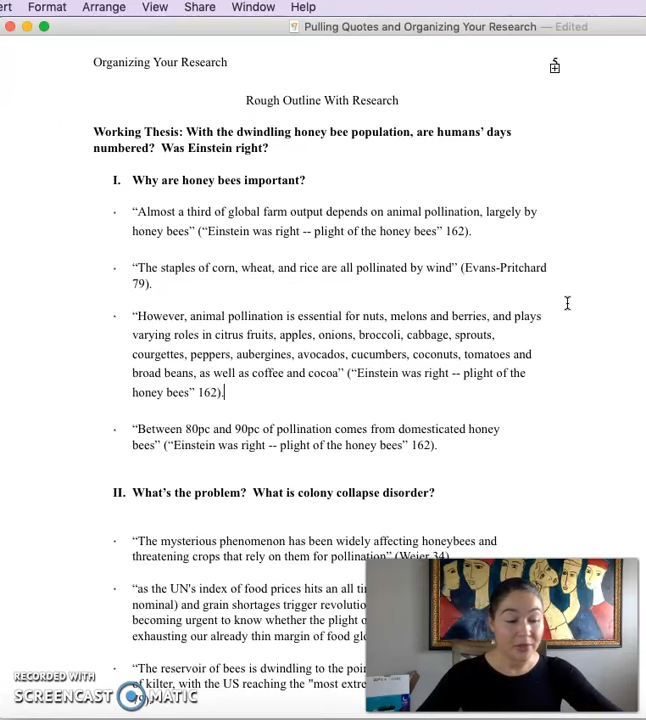 ert Format Arrange View Share Window Help
Pulling Quotes and Organizing Your Research — Edited
Organizing Your Research
5
Rough Outline With Research
Working Thesis: With the dwindling honey bee population, are humans’ days
numbered? Was Einstein right?
I. Why are honey bees important?
· “Almost a third of global farm output depends on animal pollination, largely by
honey bees” (“Einstein was right -- plight of the honey bees” 162).
· “The staples of corn, wheat, and rice are all pollinated by wind” (Evans-Pritchard
79).
· “However, animal pollination is essential for nuts, melons and berries, and plays
varying roles in citrus fruits, apples, onions, broccoli, cabbage, sprouts,
courgettes, peppers, aubergines, avocados, cucumbers, coconuts, tomatoes and
broad beans, as well as coffee and cocoa” (“Einstein was right -- plight of the
honey bees” 162).
· “Between 80pc and 90pc of pollination comes from domesticated honey
bees” (“Einstein was right -- plight of the honey bees” 162).
II. What’s the problem? What is colony collapse disorder?
· “The mysterious phenomenon has been widely affecting honeybees and
threatening crops that rely on them for pollination” (Weier 34).
· “as the UN's index of food prices hits an all
nominal) and grain shortages trigger
becoming urgent to know whether the plight
exhausting our already thin margin of food
· “The reservoir of bees is dwindling to the
of kilter, with the US reaching the "most
79).
RECORDED WITH
SCREENCAST MATIC